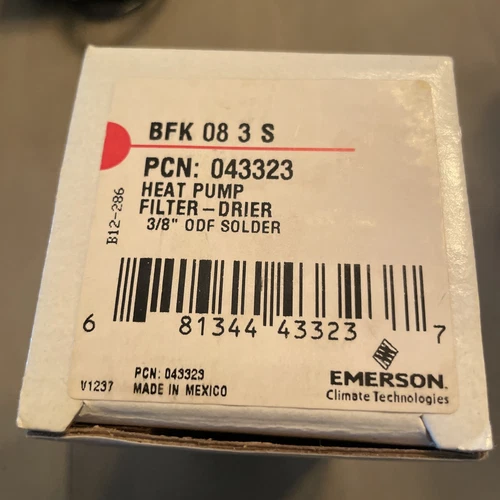 BFK 08 3 S
PCN: 043323
HEAT PUMP
FILTER-DRIER
3/8" ODF SOLDER
B12-286
6 81344 43323 7
PCN: 043323
V1237 MADE IN MEXICO
EMERSON.
Climate Technologies